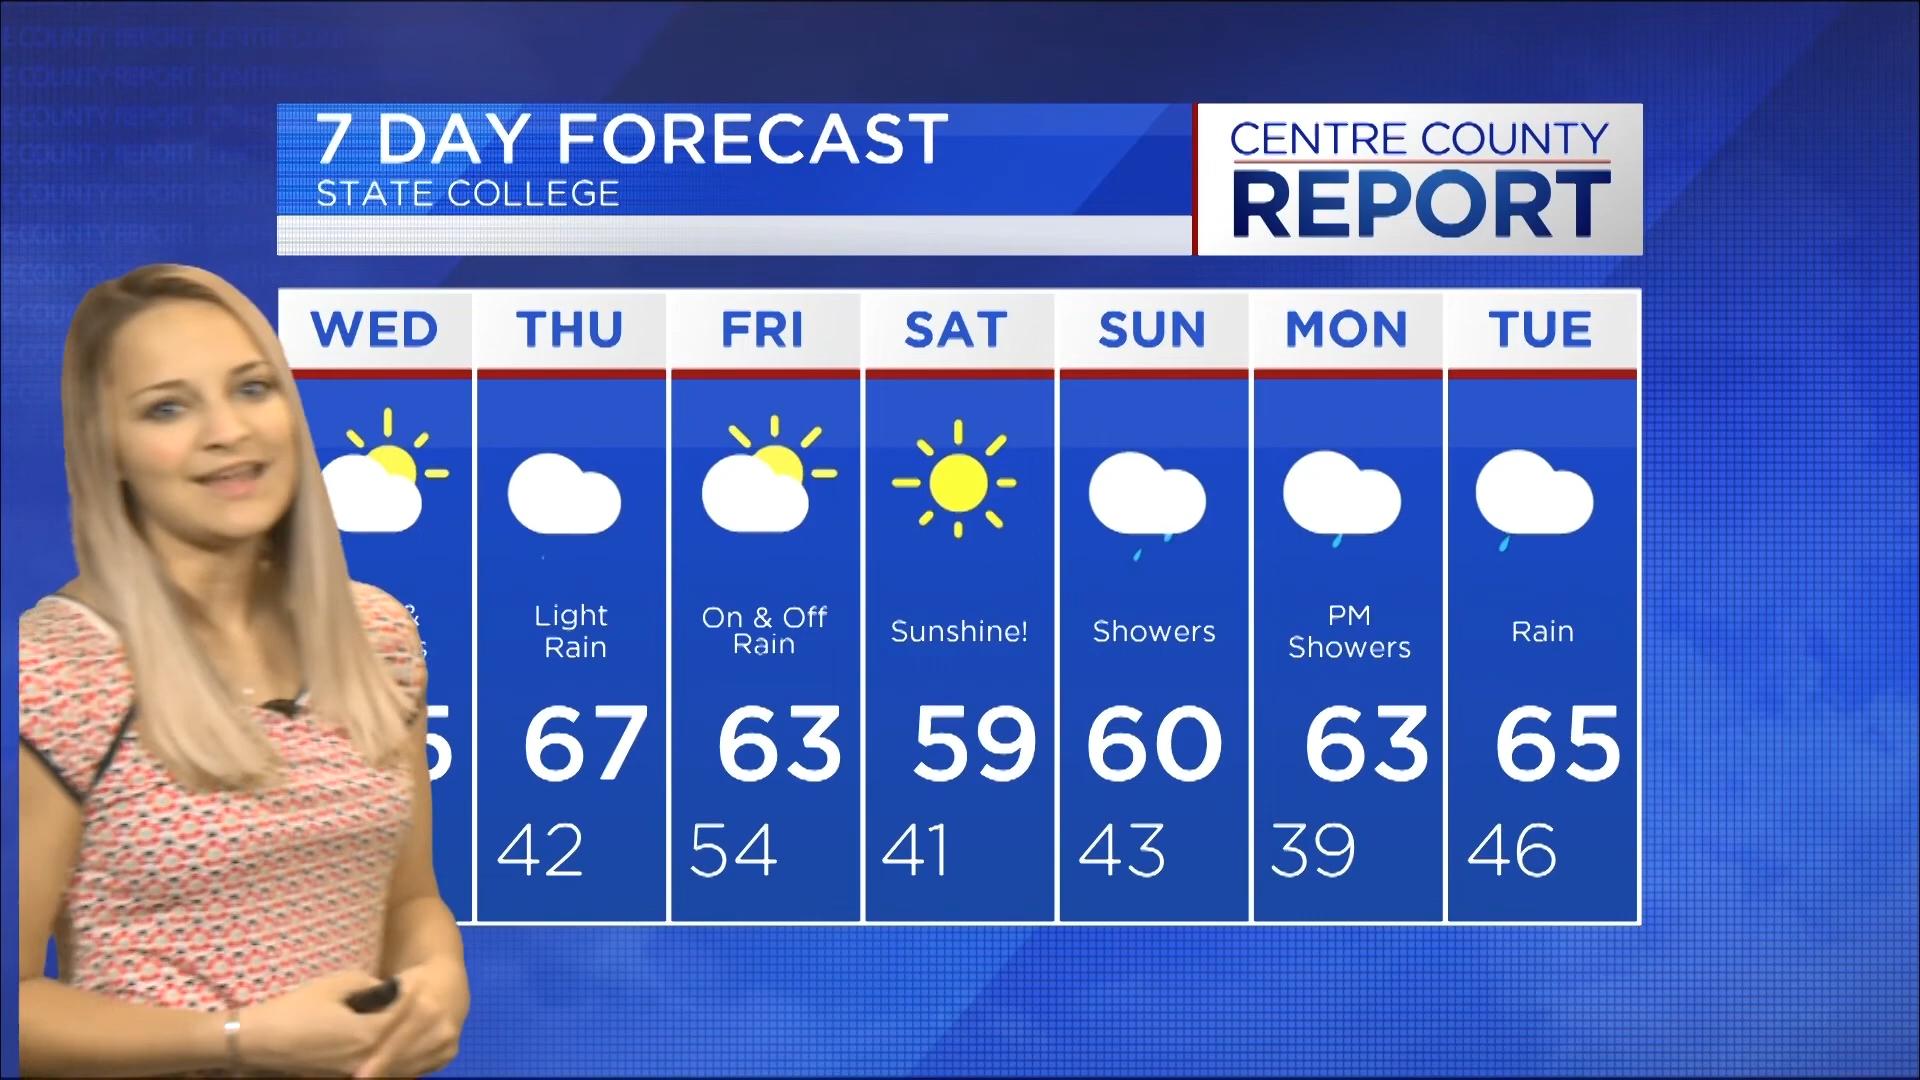 7 DAY FORECAST
STATE COLLEGE
CENTRE COUNTY
REPORT
WED
THU
FRI
SAT
SUN
MON
TUE
&
Light
Rain
On & Off
Rain
Sunshine!
Showers
PM
Showers
Rain
67
63
59
60
63
65
42
54
41
43
39
46